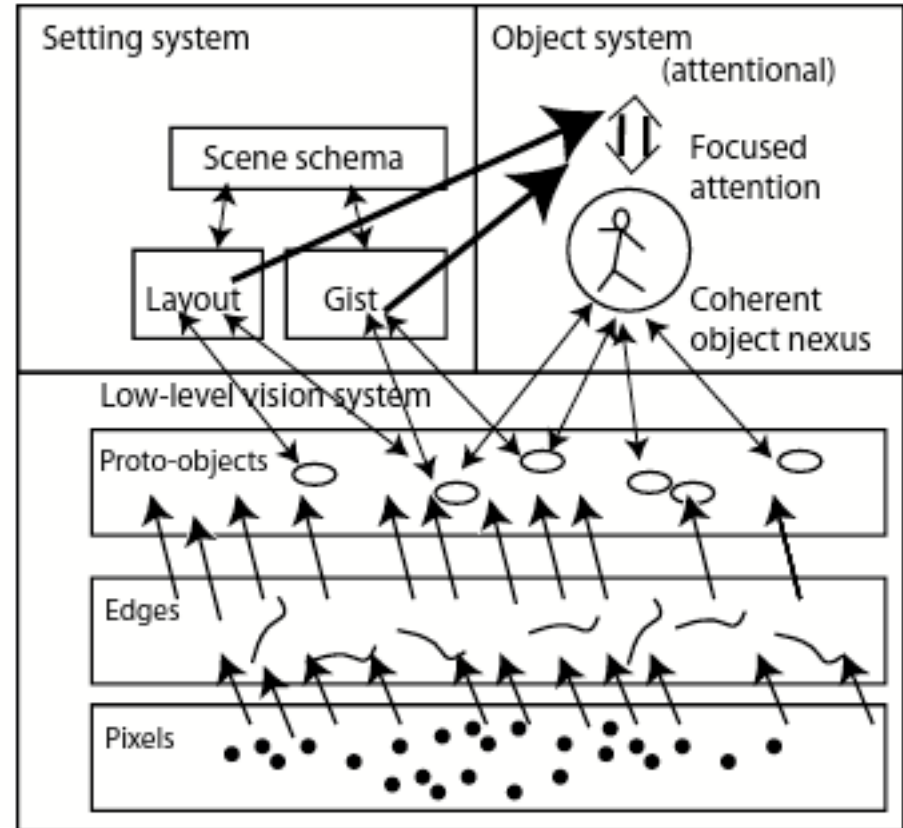 Setting system
Object system
(attentional)
Scene schema
Focused
attention
Layout
Gist
Coherent
object nexus
Low-level vision system
Proto-objects
Edges
Pixels